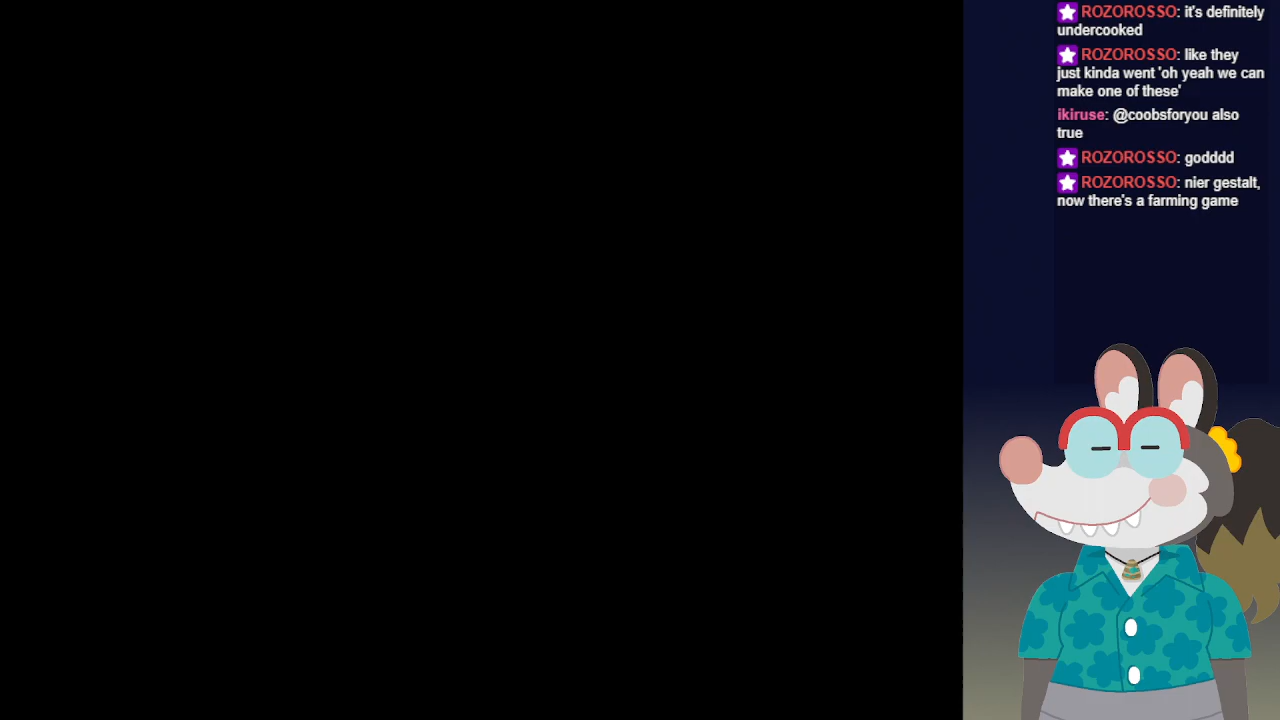 ROZOROSSO: it's definitely
undercooked
ROZOROSSO: like they
just kinda went 'oh yeah we can
make one of these'
ikiruse: @coobsforyou also
true
ROZOROSSO: godddd
ROZOROSSO: nier gestalt,
now there's a farming game